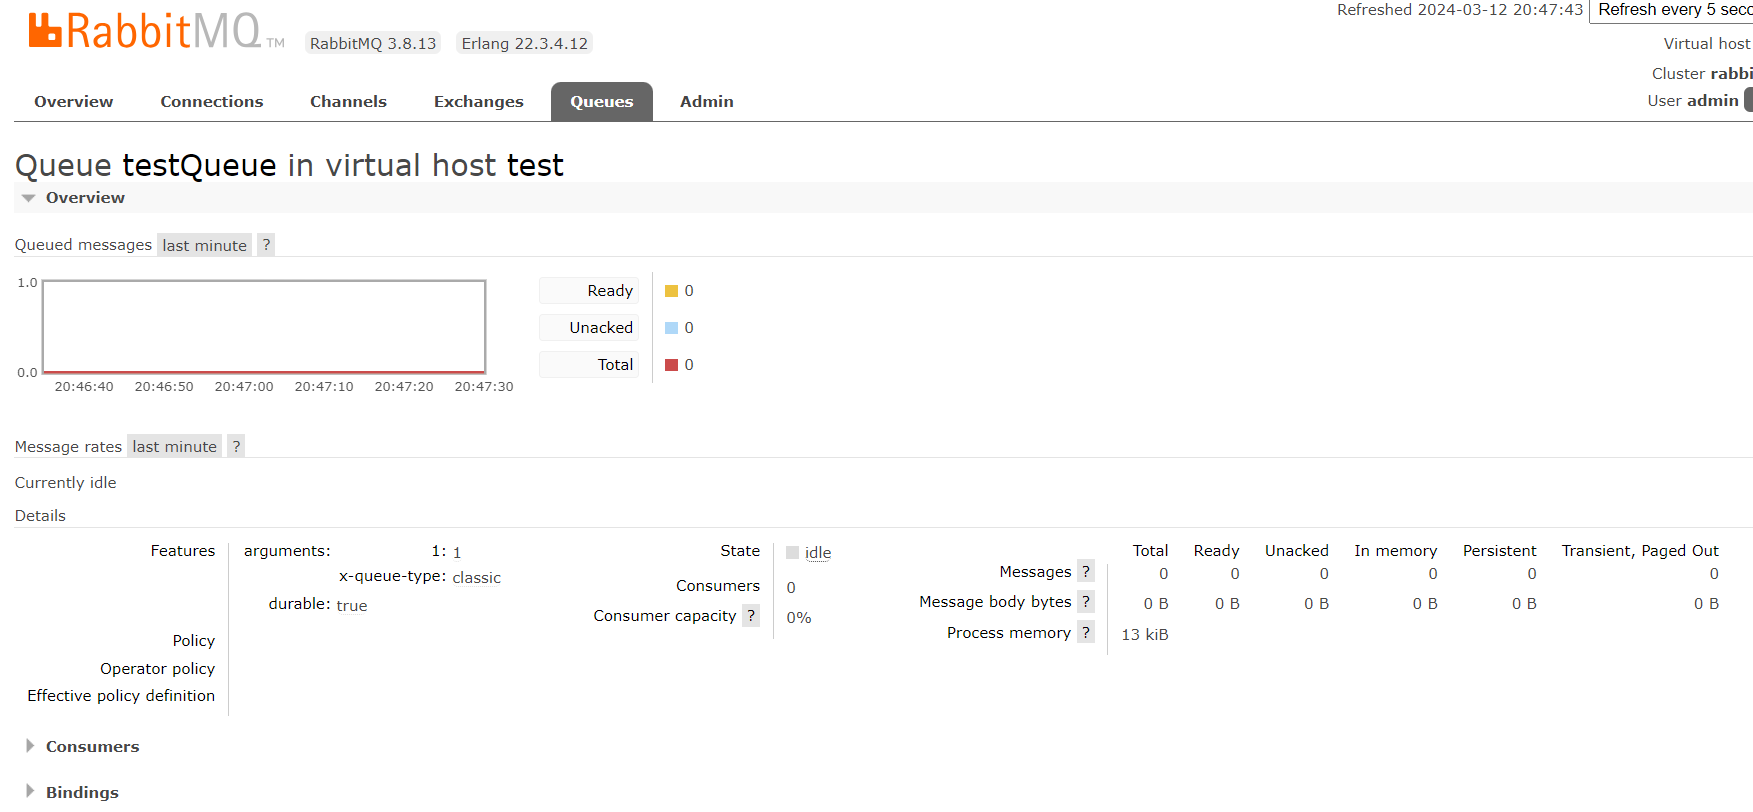 Refreshed 2024-03-12 20:47:43 Refresh every 5 seco
RabbitMQ TM RabbitMQ 3.8.13 Erlang 22.3.4.12
Virtual host
Cluster rabbi
User admin
Overview Connections Channels Exchanges Queues Admin
Queue testQueue in virtual host test
Overview
Queued messages last minute ?
1.0
0.0
20:46:40 20:46:50 20:47:00 20:47:10 20:47:20 20:47:30
Ready 0
Unacked 0
Total 0
Message rates last minute ?
Currently idle
Details
Features arguments: 1: 1
x-queue-type: classic
durable: true
Policy
Operator policy
Effective policy definition
State idle
Consumers 0
Consumer capacity ? 0%
Total Ready Unacked In memory Persistent Transient, Paged Out
Messages ? 0 0 0 0 0 0
Message body bytes ? 0 B 0 B 0 B 0 B 0 B 0 B
Process memory ? 13 kiB
Consumers
Bindings